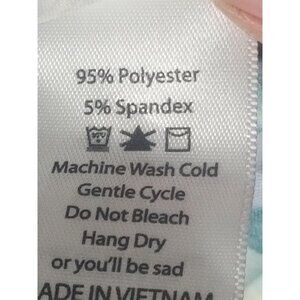 95% Polyester
5% Spandex
Machine Wash Cold
Gentle Cycle
Do Not Bleach
Hang Dry
or you'll be sad
ADE IN VIETNAM